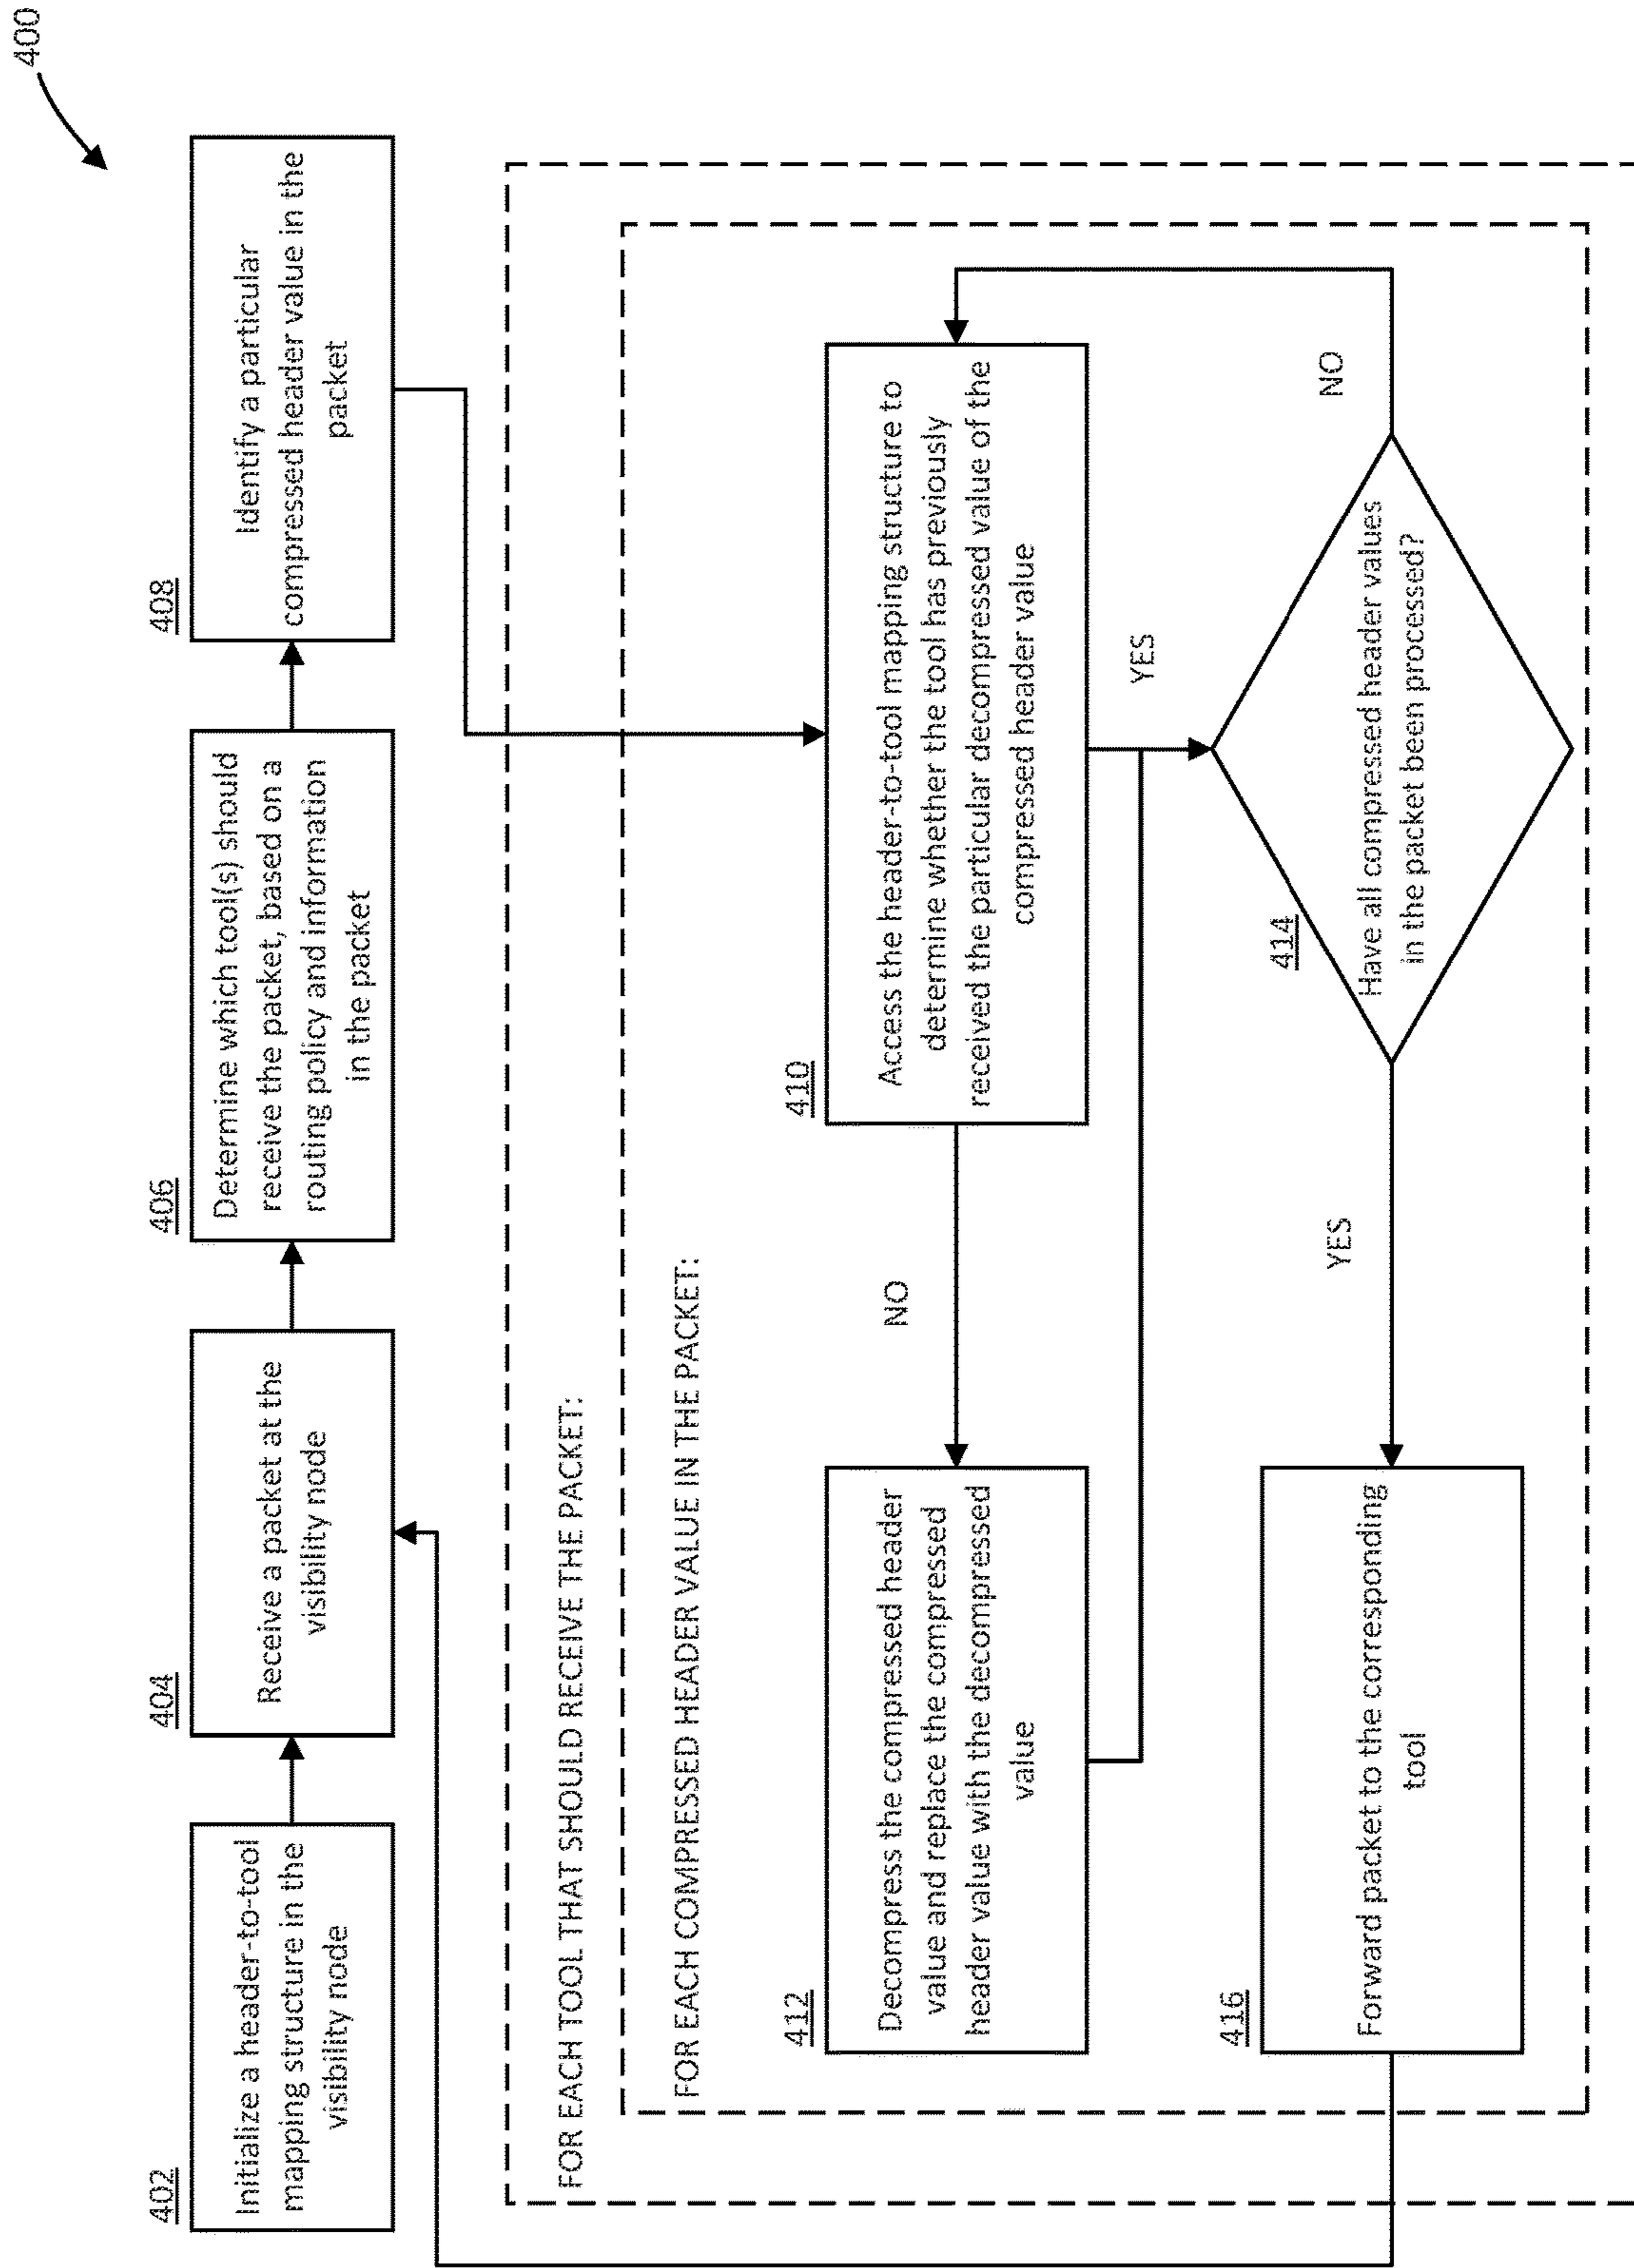 400
402
Initialize a header-to-tool
mapping structure in the
visibility node
404
Receive a packet at the
visibility node
406
Determine which tool(s) should
receive the packet, based on a
routing policy and information
in the packet
408
Identify a particular
compressed header value in the
packet
FOR EACH TOOL THAT SHOULD RECEIVE THE PACKET:
FOR EACH COMPRESSED HEADER VALUE IN THE PACKET:
410
Access the header-to-tool mapping structure to
determine whether the tool has previously
received the particular decompressed value of the
compressed header value
NO
YES
412
Decompress the compressed header
value and replace the compressed
header value with the decompressed
value
414
Have all compressed header values
in the packet been processed?
NO
YES
416
Forward packet to the corresponding
tool